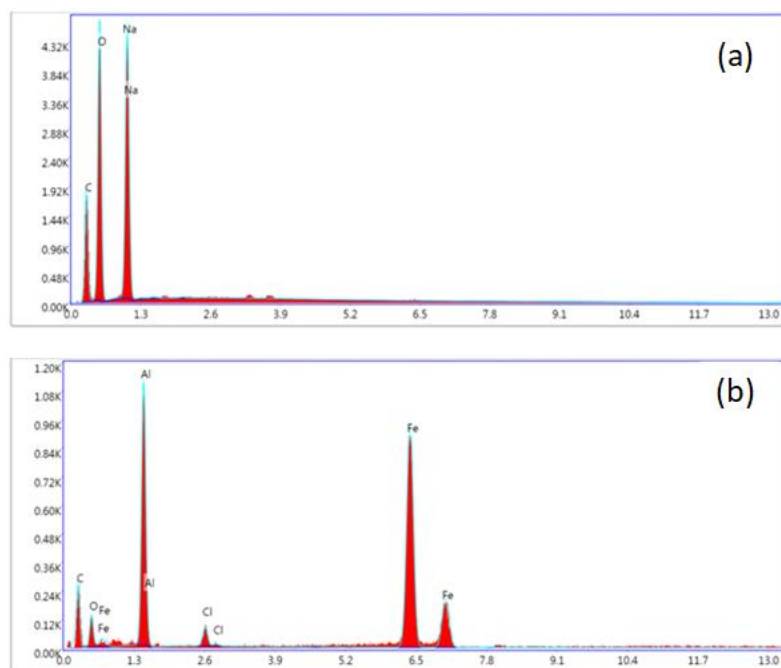 (a)
4.32K
3.84K
3.36K
2.88K
2.40K
1.92K
1.44K
0.96K
0.48K
0.00K
C
O
Na
Na
0.0 1.3 2.6 3.9 5.2 6.5 7.8 9.1 10.4 11.7 13.0
(b)
1.20K
1.08K
0.96K
0.84K
0.72K
0.60K
0.48K
0.36K
0.24K
0.12K
0.00K
C
O
Fe
Fe
Al
Al
Cl
Cl
Fe
Fe
0.0 1.3 2.6 3.9 5.2 6.5 7.8 9.1 10.4 11.7 13.0